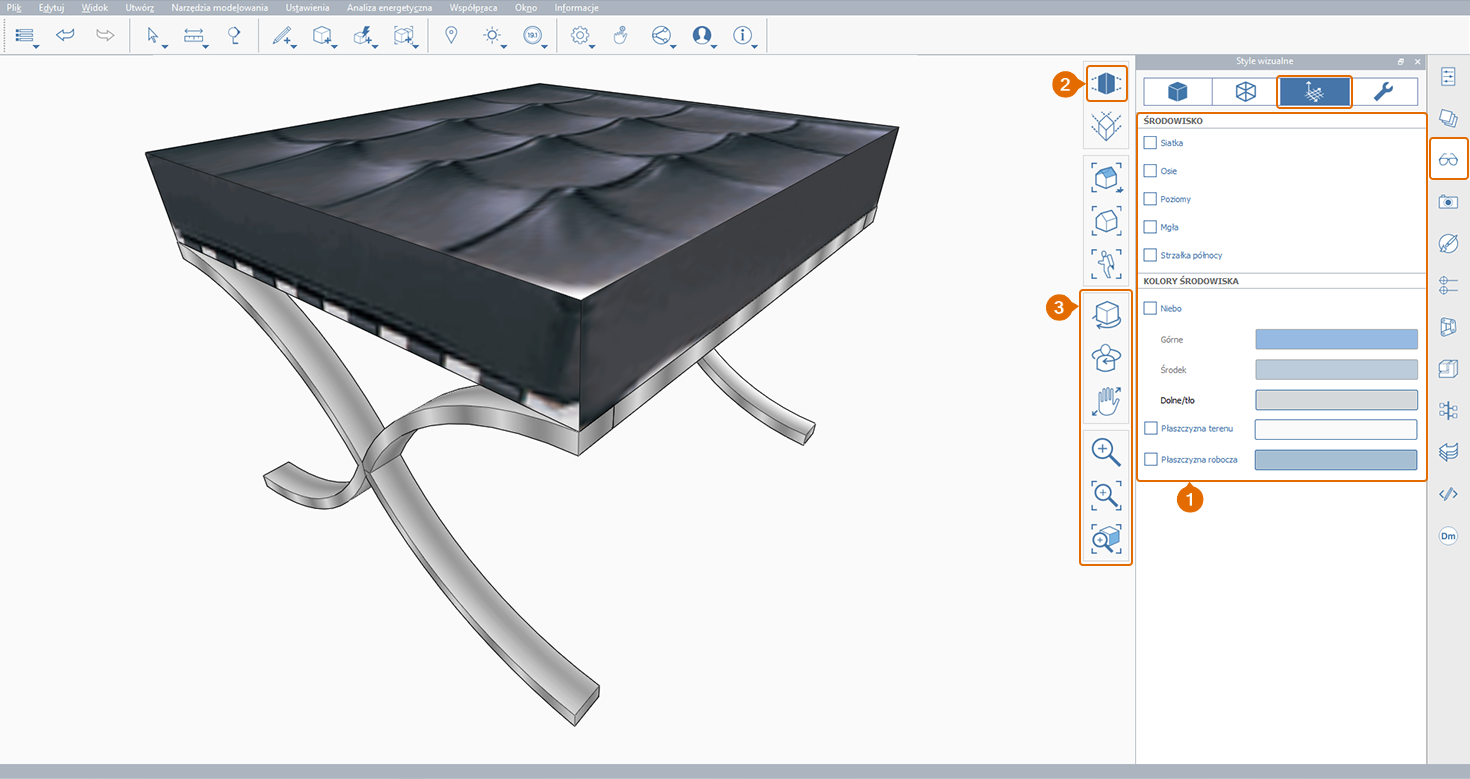 Plik Edytuj Widok Utwórz Narzędzia modelowania Ustawienia Analiza energetyczna Współpraca Okno Informacje
191
Style wizualne
2
ŚRODOWISKO
Siatka
Osie
Poziomy
Mgła
Strzałka północy
KOLORY ŚRODOWISKA
3
Niebo
Górne
Środek
Dolne/tło
Płaszczyzna terenu
Płaszczyzna robocza
1
Dm